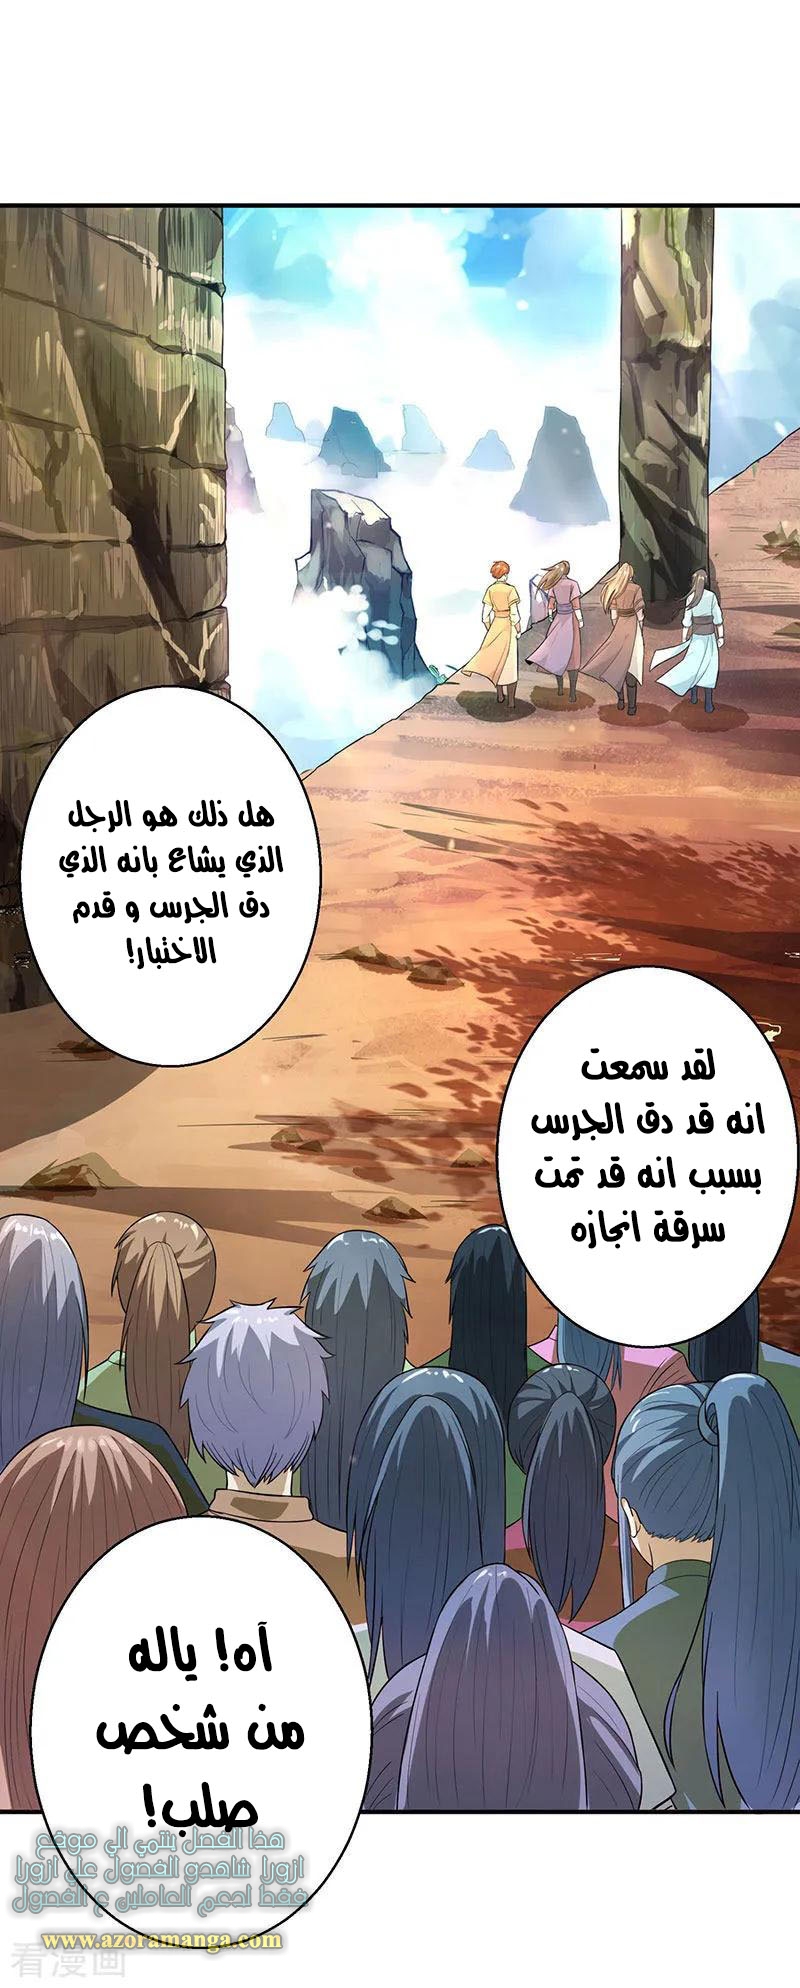 هل ذلك هو الرجل
الذي يشاع بانه الذي
دق الجرس و قدم
الاختبار!
لقد سمعت
انه قد دق الجرس
بسبب انه قد تمت
سرقة انجازه
آه! ياله
من شخص
صلب!
هذا الفصل ينتمي الي موقع
ازورا شاهدو الفصول على ازورا
فقط لدعم العاملين ع الفصول
www.azoramanga.com
看漫画